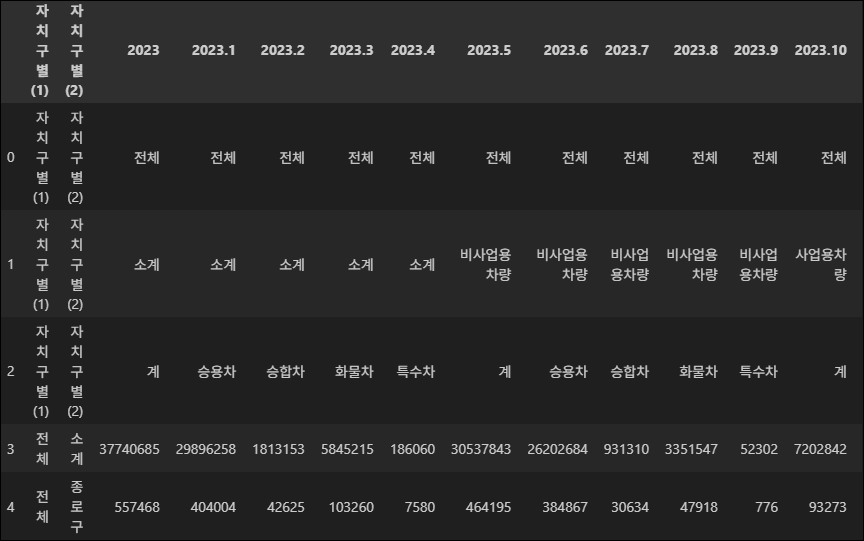 자치구별(1) 자치구별(2) 2023 2023.1 2023.2 2023.3 2023.4 2023.5 2023.6 2023.7 2023.8 2023.9 2023.10
0 자치구별(1) 자치구별(2) 전체 전체 전체 전체 전체 전체 전체 전체 전체 전체 전체
1 자치구별(1) 자치구별(2) 소계 소계 소계 소계 소계 비사업용차량 비사업용차량 비사업용차량 비사업용차량 비사업용차량 사업용차량
2 자치구별(1) 자치구별(2) 계 승용차 승합차 화물차 특수차 계 승용차 승합차 화물차 특수차 계
3 전체 소계 37740685 29896258 1813153 5845215 186060 30537843 26202684 931310 3351547 52302 7202842
4 전체 종로구 557468 404004 42625 103260 7580 464195 384867 30634 47918 776 93273